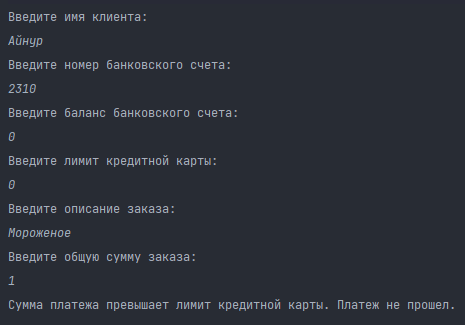 Введите имя клиента:
Айнур
Введите номер банковского счета:
2310
Введите баланс банковского счета:
0
Введите лимит кредитной карты:
0
Введите описание заказа:
Мороженое
Введите общую сумму заказа:
1
Сумма платежа превышает лимит кредитной карты. Платеж не прошел.